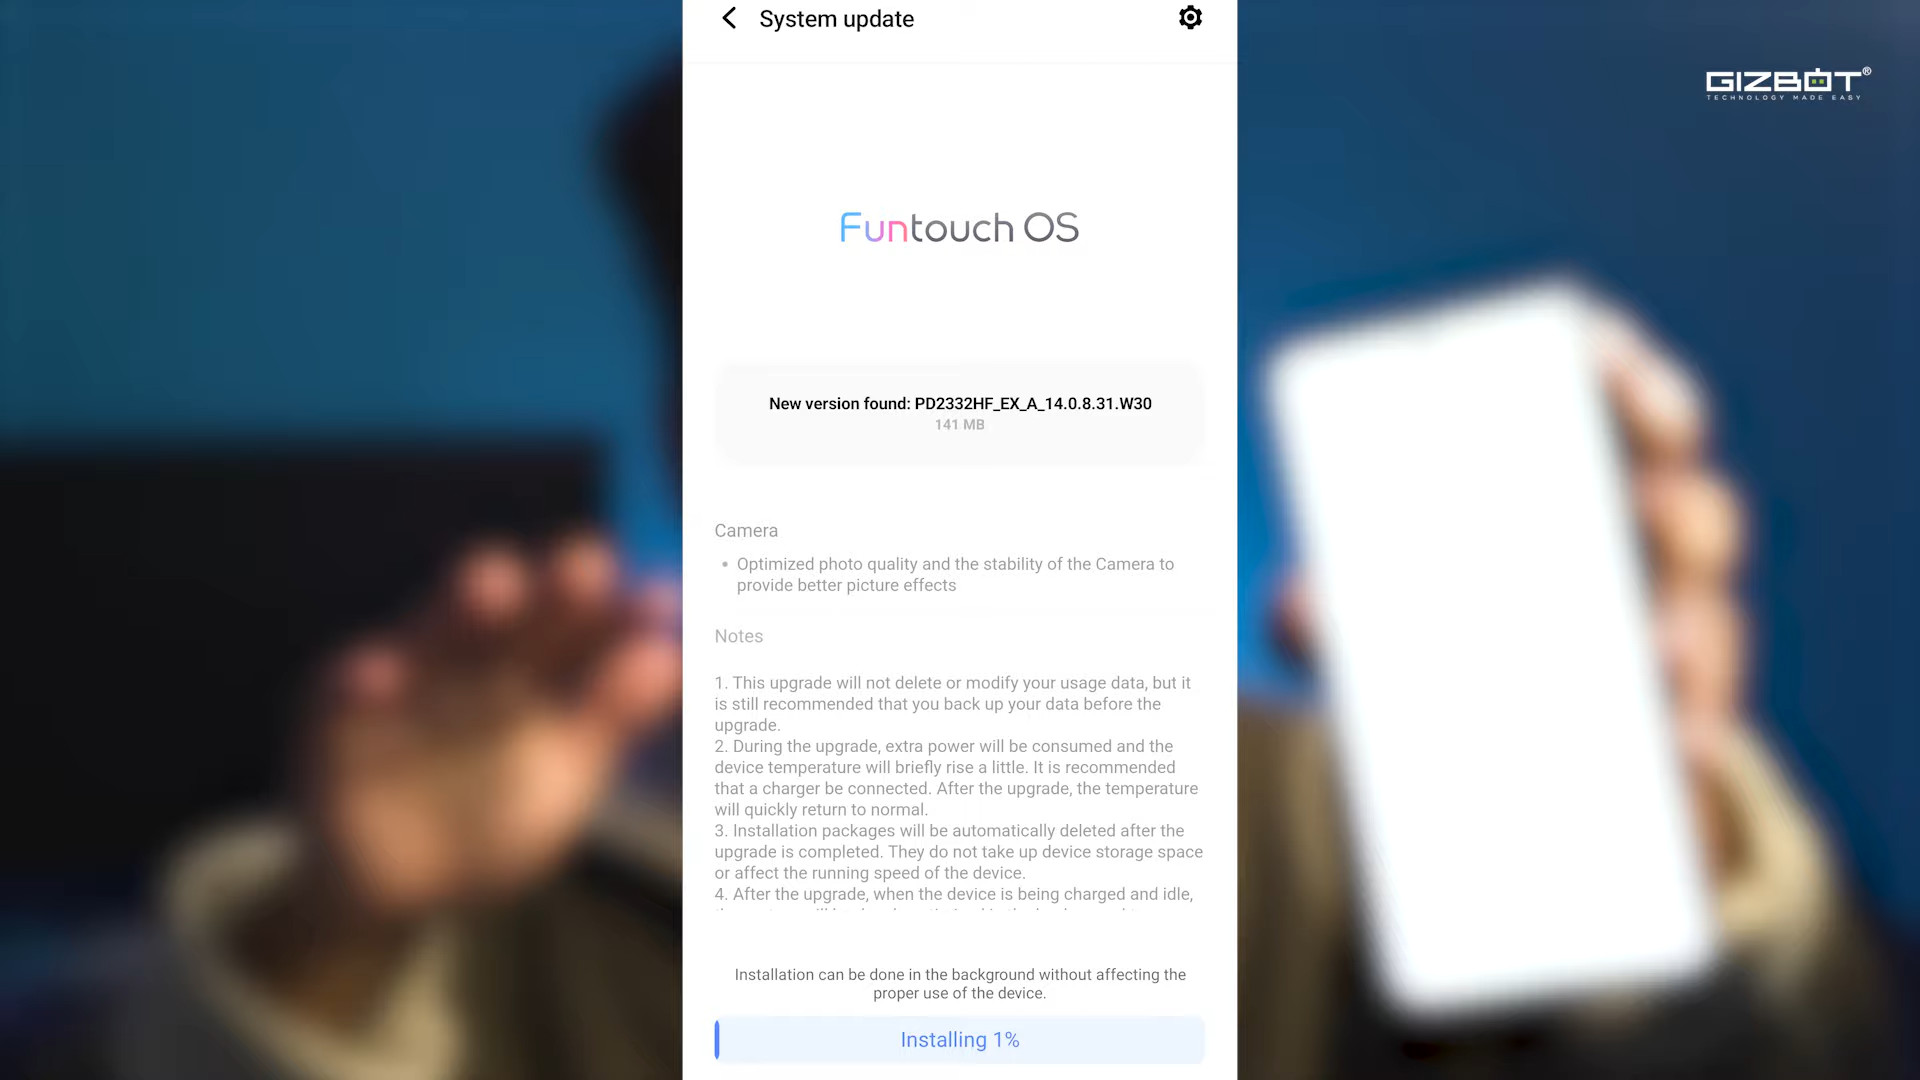 System update
GIZBOT®
TECHNOLOGY MADE EASY
Funtouch OS
New version found: PD2332HF_EX_A_14.0.8.31.W30
141 MB
Camera
• Optimized photo quality and the stability of the Camera to
provide better picture effects
Notes
1. This upgrade will not delete or modify your usage data, but it
is still recommended that you back up your data before the
upgrade.
2. During the upgrade, extra power will be consumed and the
device temperature will briefly rise a little. It is recommended
that a charger be connected. After the upgrade, the temperature
will quickly return to normal.
3. Installation packages will be automatically deleted after the
upgrade is completed. They do not take up device storage space
or affect the running speed of the device.
4. After the upgrade, when the device is being charged and idle,
Installation can be done in the background without affecting the
proper use of the device.
Installing 1%